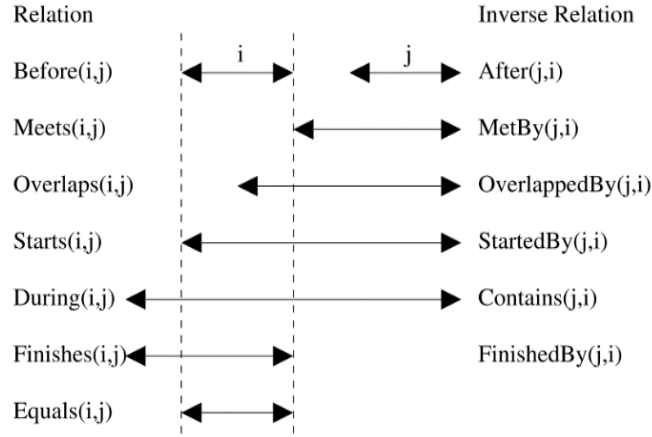 Relation Inverse Relation
Before(i,j) i j After(j,i)
Meets(i,j) MetBy(j,i)
Overlaps(i,j) OverlappedBy(j,i)
Starts(i,j) StartedBy(j,i)
During(i,j) Contains(j,i)
Finishes(i,j) FinishedBy(j,i)
Equals(i,j)